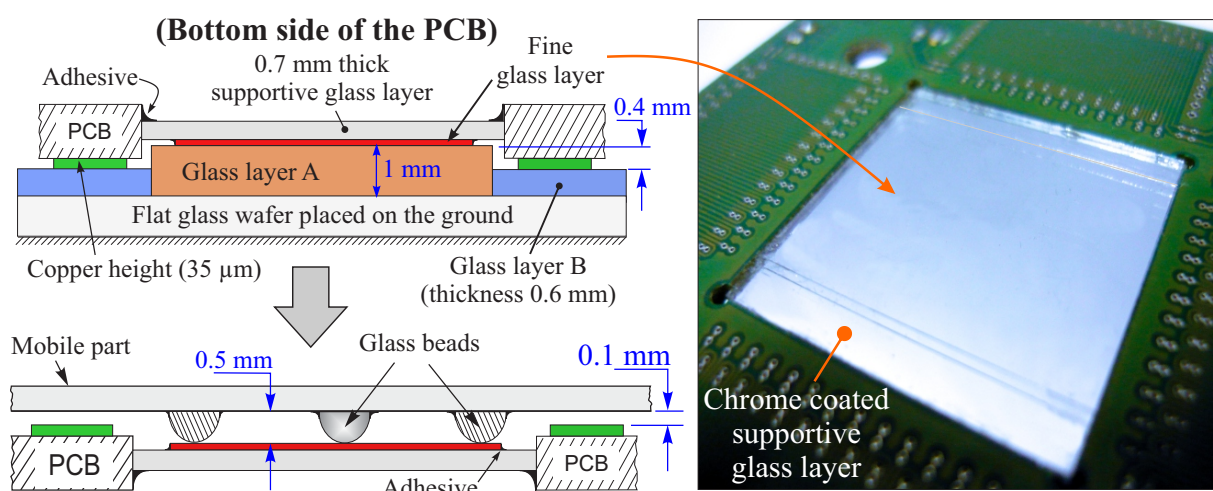 (Bottom side of the PCB)
Adhesive
0.7 mm thick
supportive glass layer
Fine
glass layer
0.4 mm
PCB
Glass layer A
1 mm
Flat glass wafer placed on the ground
Copper height (35 µm)
Glass layer B
(thickness 0.6 mm)
Mobile part
0.5 mm
Glass beads
0.1 mm
PCB
PCB
Adhesive
Chrome coated
supportive
glass layer